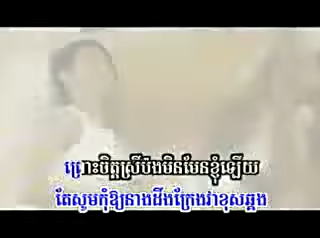 ព្រោះចិត្តស្រីប៉ងមិនមែនខ្ញុំឡើយ
តែសូមកុំឱ្យនាងដឹងក្រែងវាខុសឆ្គង